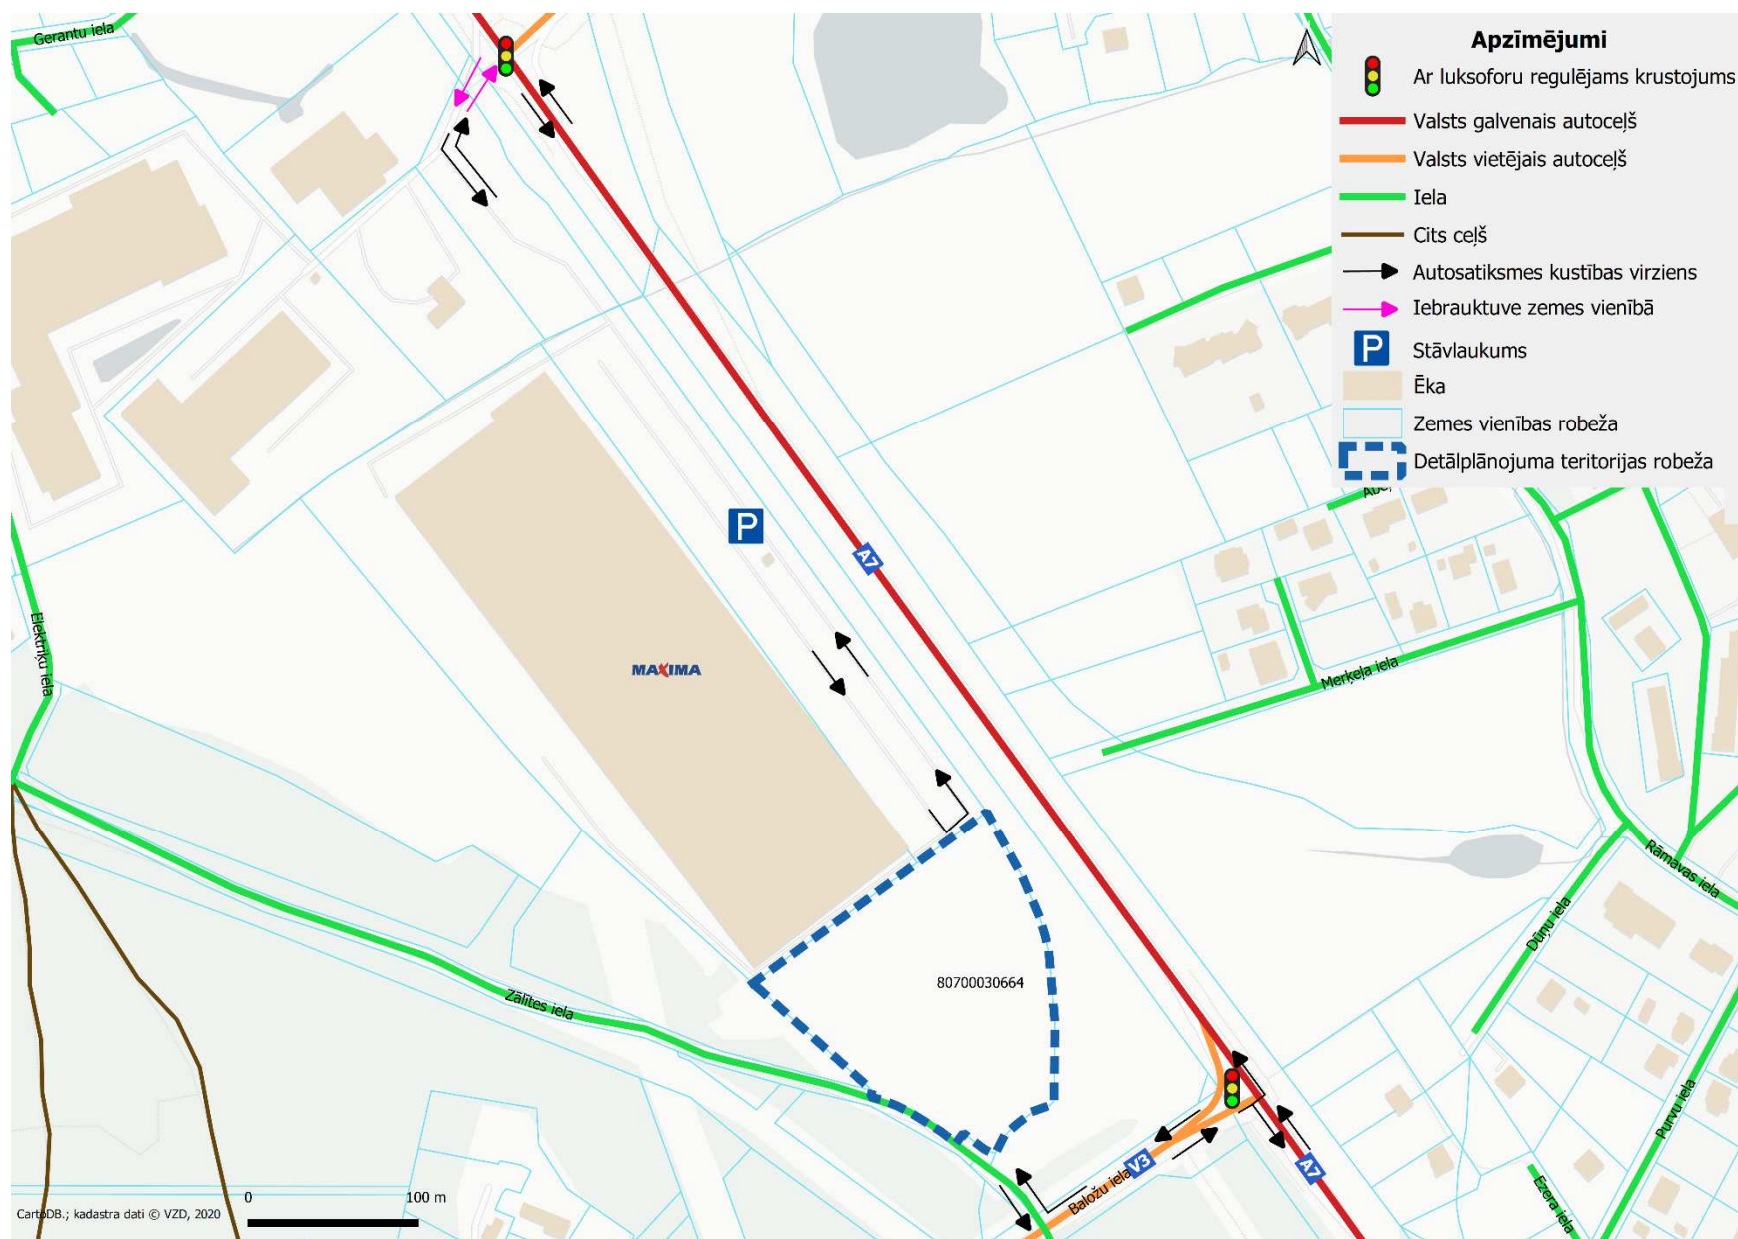 Gerantu iela
Apzīmējumi
Ar luksoforu regulējams krustojums
Valsts galvenais autoceļš
Valsts vietējais autoceļš
Iela
Cits ceļš
Autosatiksmes kustības virziens
Iebrauktuve zemes vienībā
P
Stāvlaukums
Ēka
Zemes vienības robeža
Detālplānojuma teritorijas robeža
P
A7
Elektriķu iela
MAXIMA
Merķeļa iela
Rāmavas iela
Dūņu iela
80700030664
Zālītes iela
Purvu iela
V3
A7
Baložu iela
Ezera iela
0 100 m
CartoDB.; kadastra dati © VZD, 2020